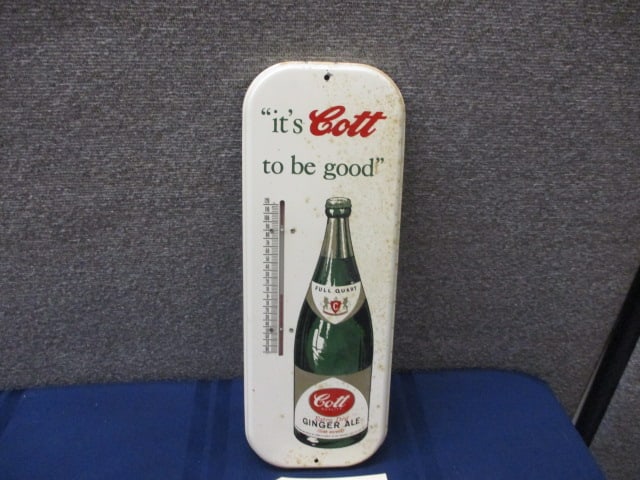 "it's Cott
to be good"
FULL QUART
C
Cott
GINGER ALE